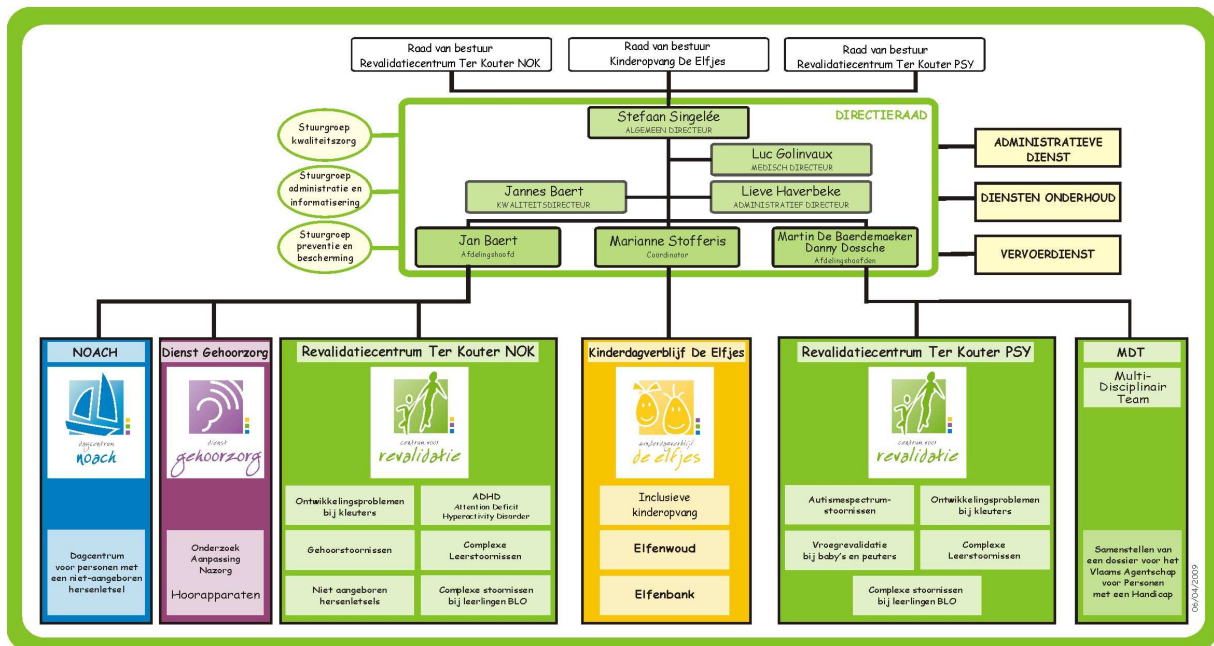 Raad van bestuur
Revalidatiecentrum Ter Kouter NOK
Raad van bestuur
Kinderopvang De Elfjes
Raad van bestuur
Revalidatiecentrum Ter Kouter PSY
DIRECTIERAAD
Stefaan Singelée
ALGEMEEN DIRECTEUR
Luc Golinvaux
MEDISCH DIRECTEUR
Jannes Baert
KWALITEITSDIRECTEUR
Lieve Haverbeke
ADMINISTRATIEF DIRECTEUR
Jan Baert
Afdelingshoofd
Marianne Stofferis
Coördinator
Martin De Baerdemaeker
Danny Dossche
Afdelingshoofden
Stuurgroep
kwaliteitszorg
Stuurgroep
administratie en
informatisering
Stuurgroep
preventie en
bescherming
ADMINISTRATIEVE
DIENST
DIENSTEN ONDERHOUD
VERVOERDIENST
NOACH
dagcentrum
noach
Dagcentrum
voor personen met
een niet-aangeboren
hersenletsel
Dienst Gehoorzorg
dienst
gehoorzorg
Onderzoek
Aanpassing
Nazorg
Hoorapparaten
Revalidatiecentrum Ter Kouter NOK
centrum voor
revalidatie
Ontwikkelingsproblemen
bij kleuters
ADHD
Attention Deficit
Hyperactivity Disorder
Gehoorstoornissen
Complexe
Leerstoornissen
Niet aangeboren
hersenletsels
Complexe stoornissen
bij leerlingen BLO
Kinderdagverblijf De Elfjes
kinderdagverblijf
de elfjes
Inclusieve
kinderopvang
Elfenwoud
Elfenbank
Revalidatiecentrum Ter Kouter PSY
centrum voor
revalidatie
Autismespectrum-
stoornissen
Ontwikkelingsproblemen
bij kleuters
Vroegrevalidatie
bij baby's en peuters
Complexe
Leerstoornissen
Complexe stoornissen
bij leerlingen BLO
MDT
Multi-
Disciplinair
Team
Samenstellen van
een dossier voor het
Vlaams Agentschap
voor Personen
met een Handicap
06/04/2009